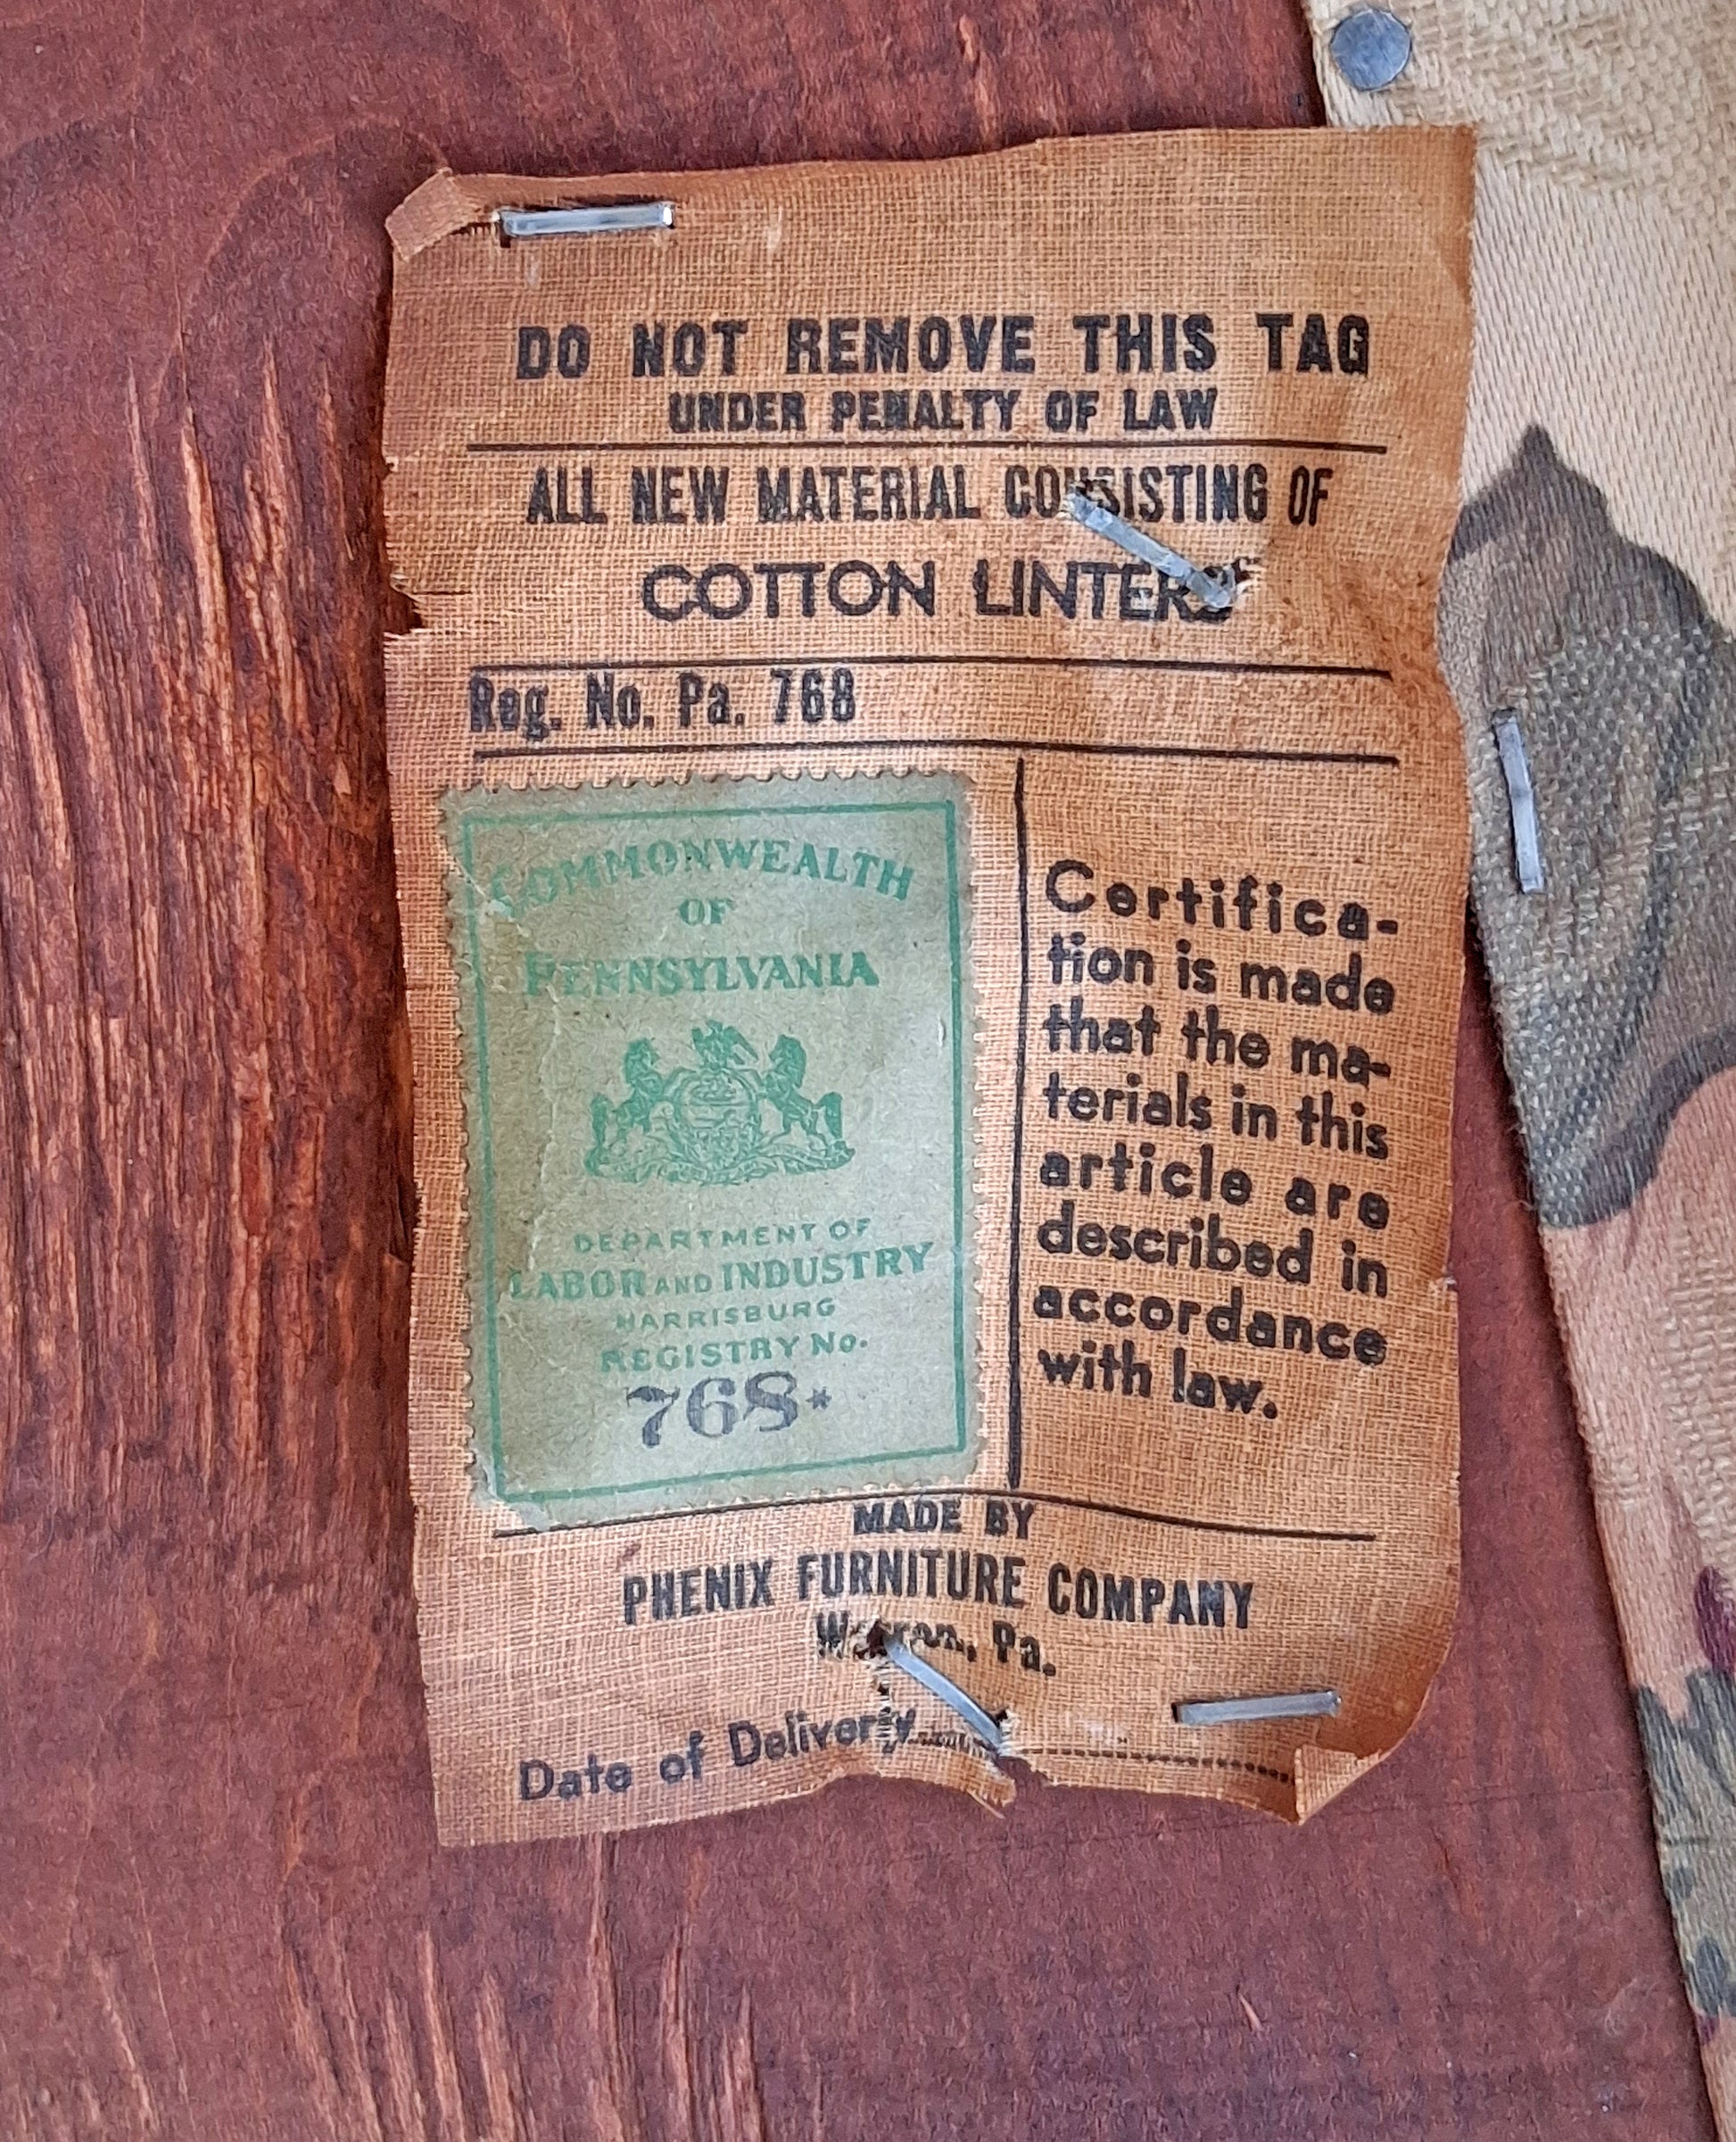 DO NOT REMOVE THIS TAG
UNDER PENALTY OF LAW
ALL NEW MATERIAL CONSISTING OF
COTTON LINTERS
Reg. No. Pa. 768
COMMONWEALTH
OF
PENNSYLVANIA
DEPARTMENT OF
LABOR AND INDUSTRY
HARRISBURG
REGISTRY No.
768*
Certifica-
tion is made
that the ma-
terials in this
article are
described in
accordance
with law.
MADE BY
PHENIX FURNITURE COMPANY
Warren, Pa.
Date of Delivery